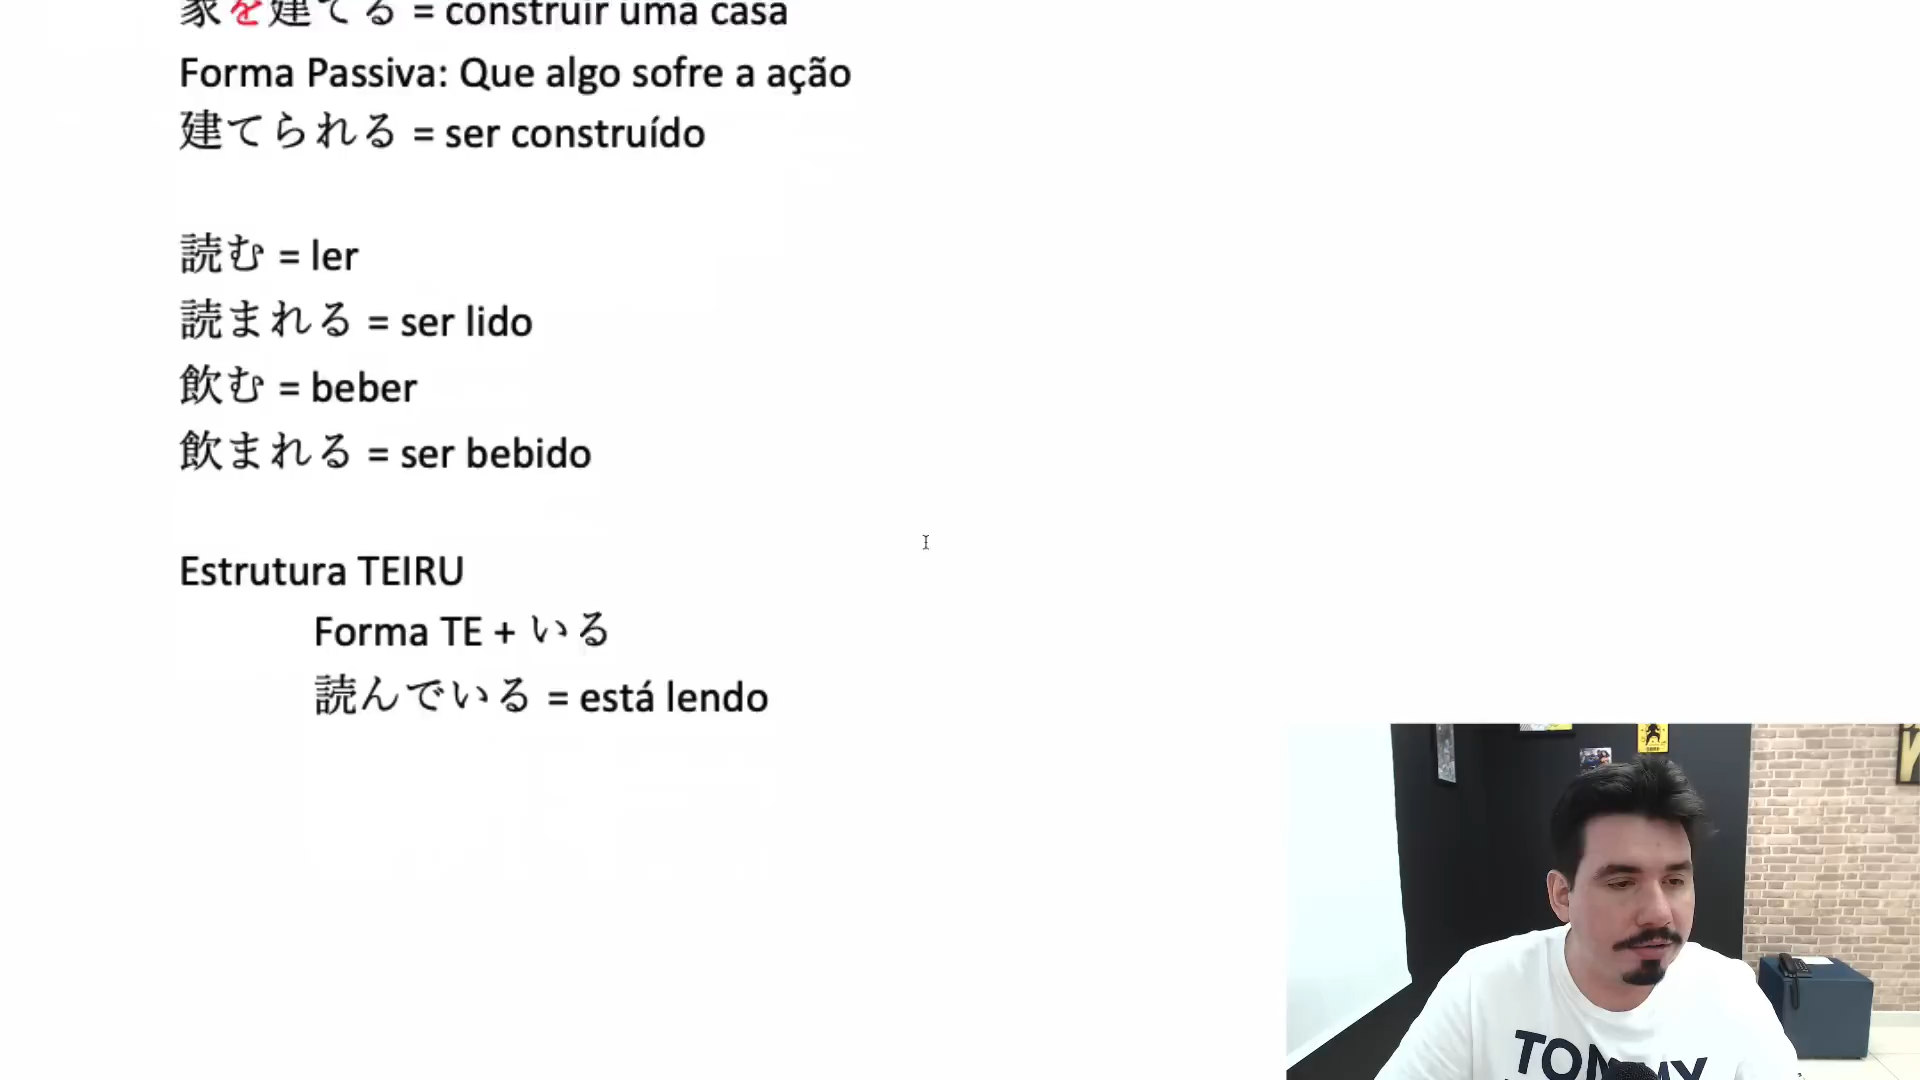 家を建てる = construir uma casa
Forma Passiva: Que algo sofre a ação
建てられる = ser construído
読む = ler
読まれる = ser lido
飲む = beber
飲まれる = ser bebido
Estrutura TEIRU
Forma TE + いる
読んでいる = está lendo
TOMMY